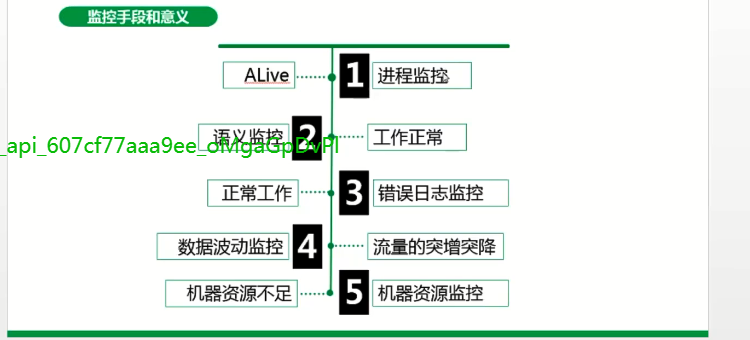 监控手段和意义
ALive 1 进程监控
语义监控 2 工作正常
_api_607cf77aaa9ee_oMgaGpDvPl
正常工作 3 错误日志监控
数据波动监控 4 流量的突增突降
机器资源不足 5 机器资源监控